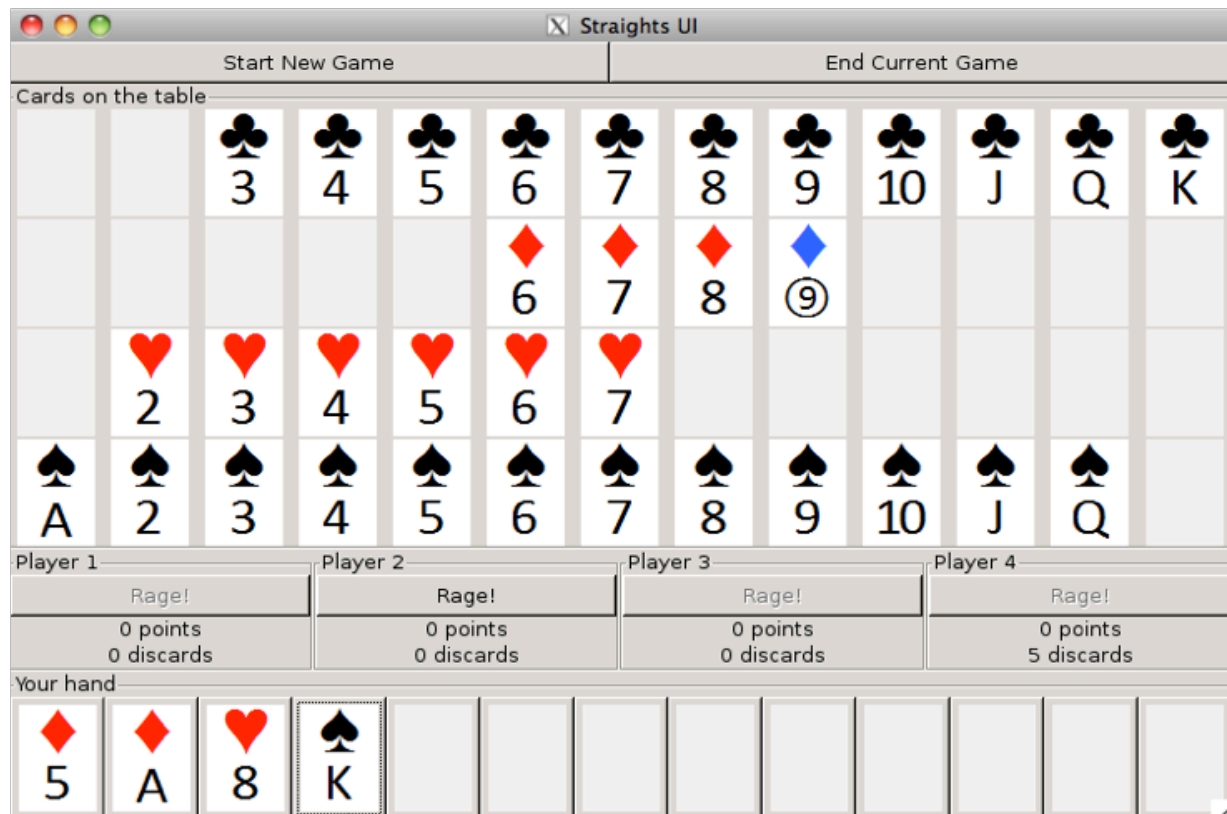 Straights UI
Start New Game End Current Game
Cards on the table
3 4 5 6 7 8 9 10 J Q K
6 7 8 9
2 3 4 5 6 7
A 2 3 4 5 6 7 8 9 10 J Q
Player 1 Player 2 Player 3 Player 4
Rage! Rage! Rage! Rage!
0 points 0 points 0 points 0 points
0 discards 0 discards 0 discards 5 discards
Your hand
5 A 8 K